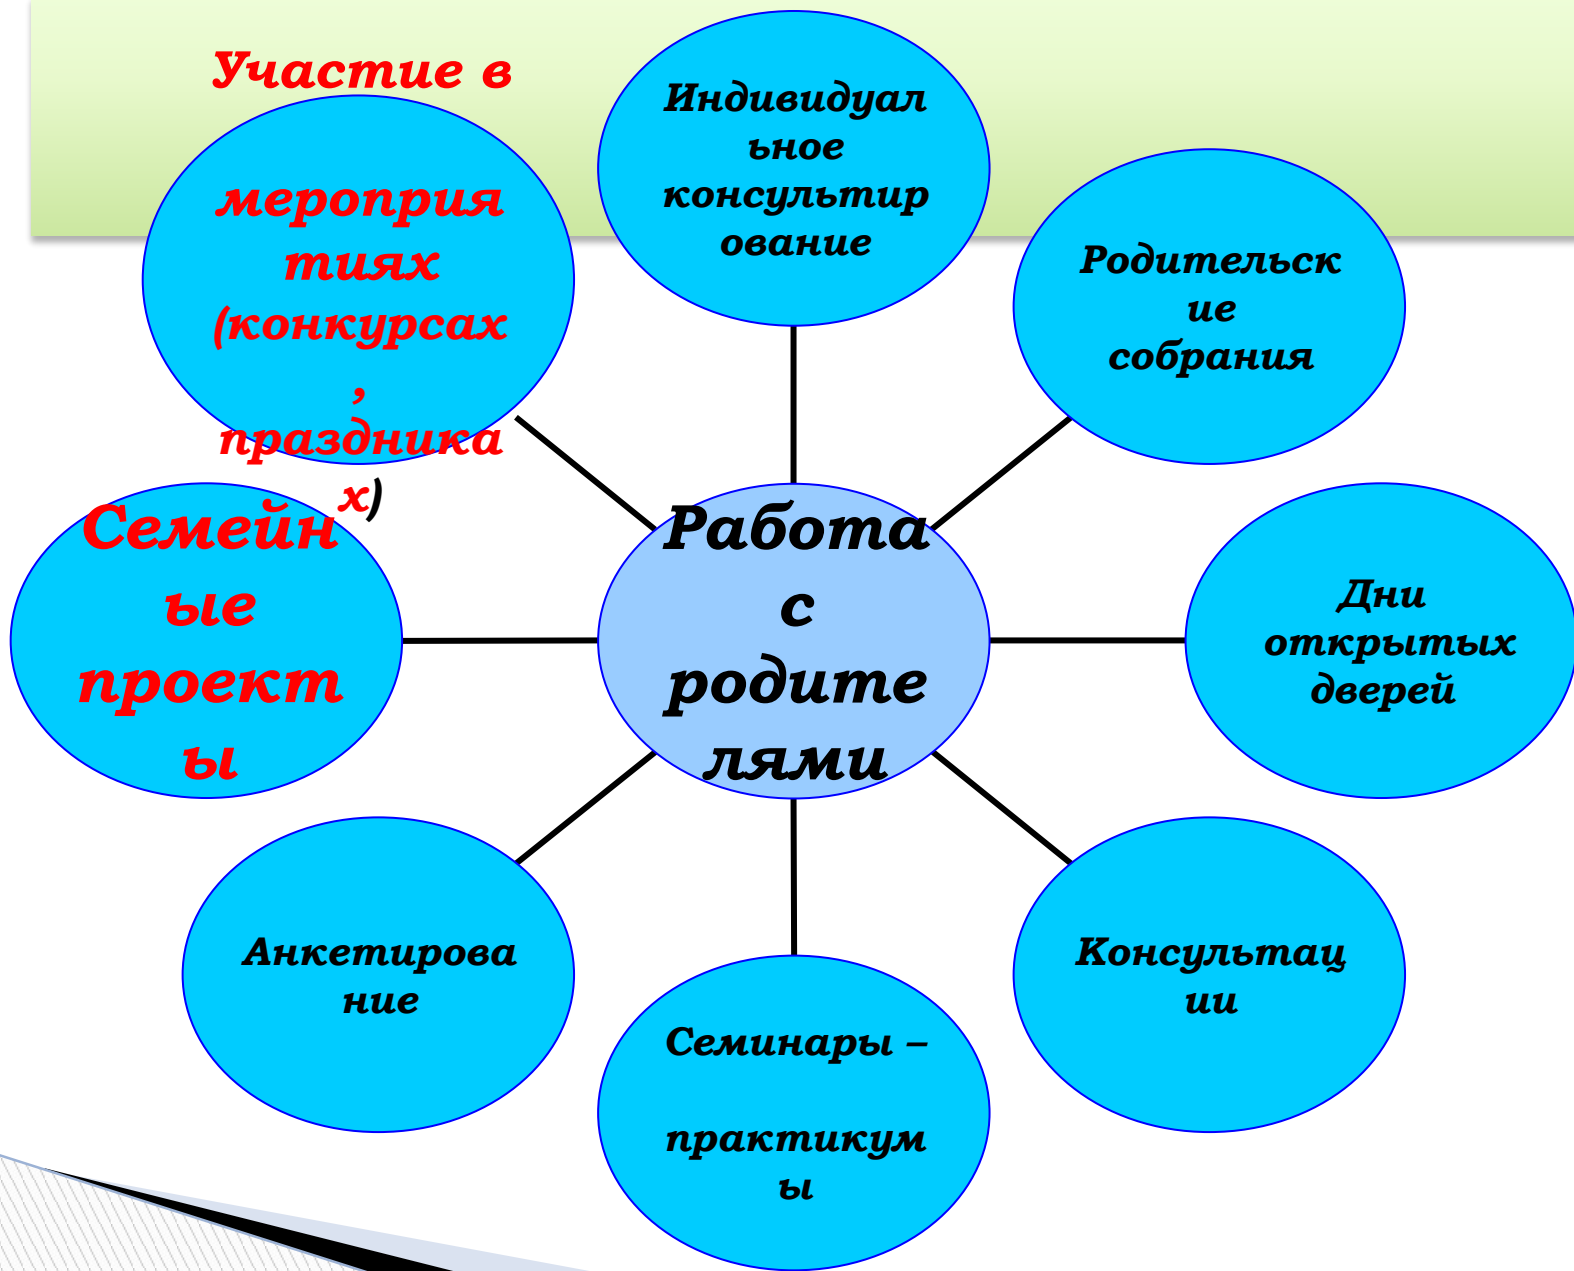 Участие в
мероприя
тиях
(конкурсах
,
праздника
х)
Индивидуал
ьное
консультир
ование
Родительск
ие
собрания
Семейн
ые
проект
ы
Работа
с
родите
лями
Дни
открытых
дверей
Анкетирова
ние
Семинары –
практикум
ы
Консультац
ии